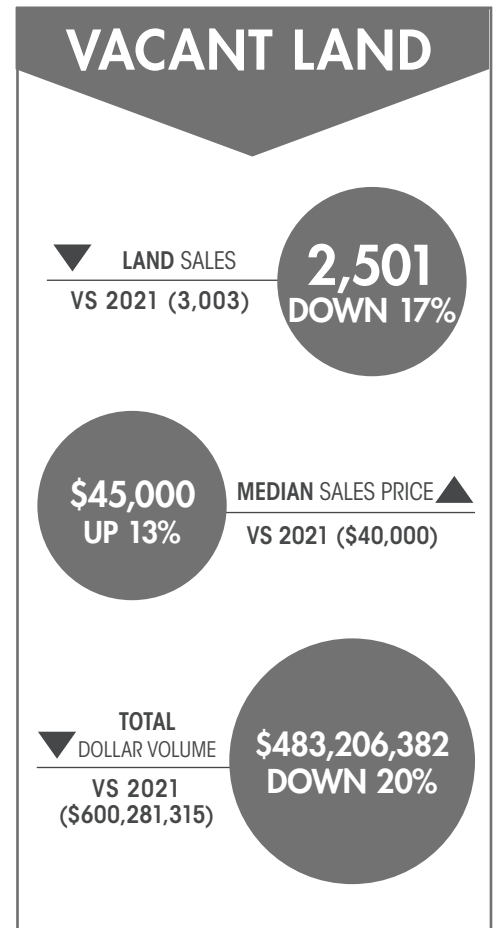 VACANT LAND
LAND SALES
VS 2021 (3,003)
2,501
DOWN 17%
$45,000
UP 13%
MEDIAN SALES PRICE
VS 2021 ($40,000)
TOTAL
DOLLAR VOLUME
VS 2021
($600,281,315)
$483,206,382
DOWN 20%